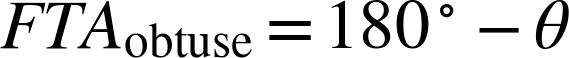 FTA_obtuse = 180° − θ